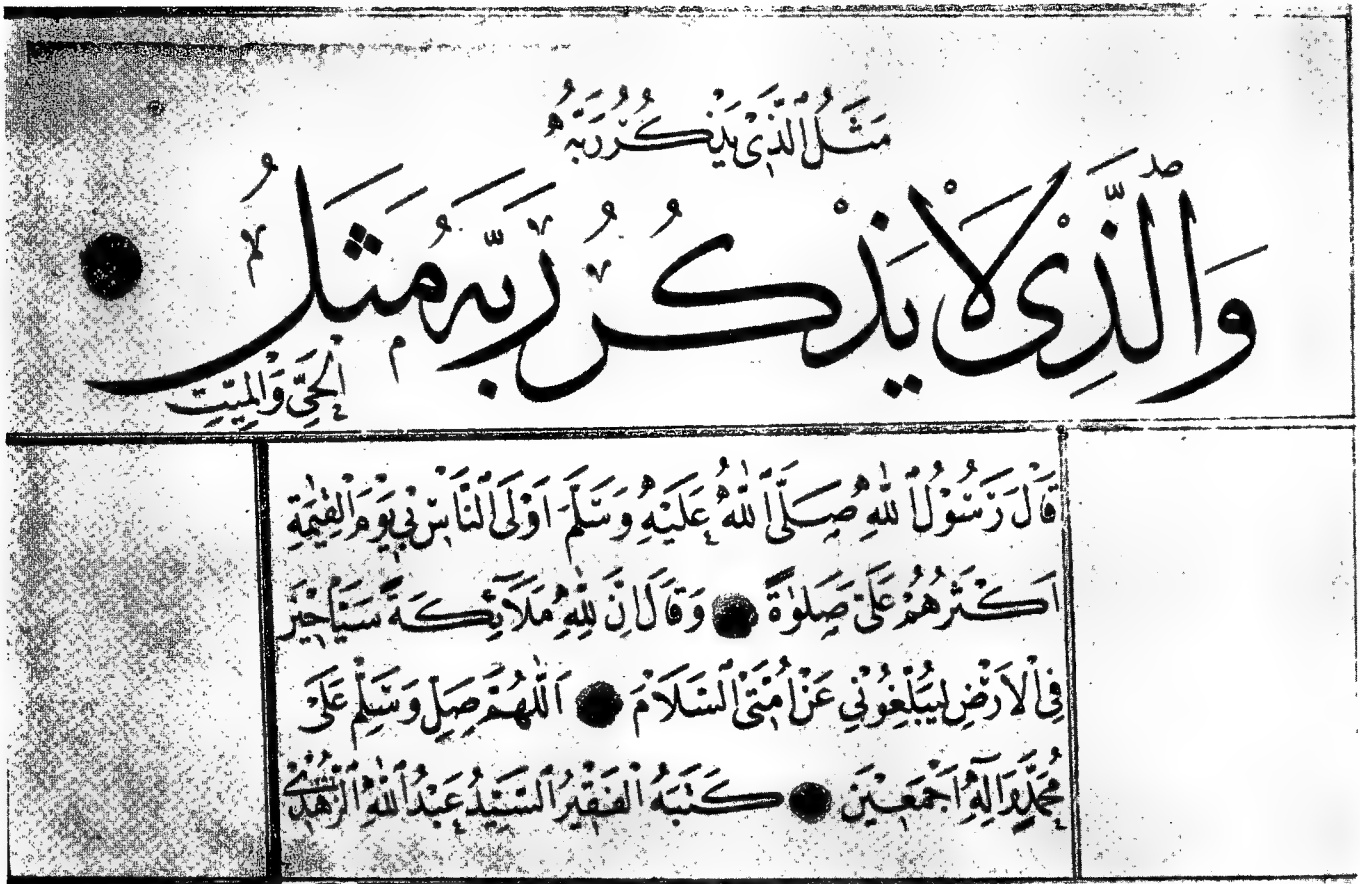 مَثَلُ الَّذِي يَذْكُرُ رَبَّهُ
وَالَّذِي لَا يَذْكُرُ رَبَّهُ مَثَلُ
الْحَيِّ وَالْمَيِّتِ
قَالَ رَسُولُ اللهِ صَلَّى اللهُ عَلَيْهِ وَسَلَّمَ اَوْلَى النَّاسِ بِي يَوْمَ الْقِيٰمَةِ
اَكْثَرُهُمْ عَلَيَّ صَلٰوةً وَقَالَ اِنَّ لِلّٰهِ مَلَائِكَةً سَيَّاحِينَ
فِي الْاَرْضِ لِيُبَلِّغُونِي عَنْ اُمَّتِي السَّلَامَ اَللّٰهُمَّ صَلِّ وَسَلِّمْ عَلَى
مُحَمَّدٍ وَاٰلِهِ اَجْمَعِينَ كَتَبَهُ الْفَقِيرُ السَّيِّدُ عَبْدُ اللهِ الزُّهْدِي